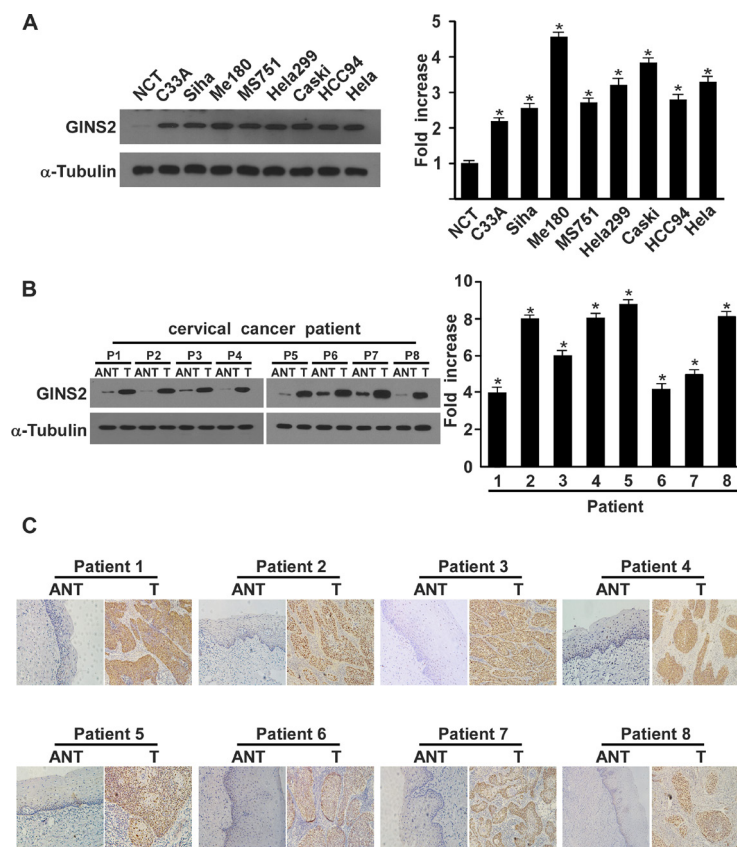 A
NCT C33A Siha Me180 MS751 Hela299 Caski HCC94 Hela
GINS2
α-Tubulin
Fold increase
5
4
3
2
1
NCT C33A Siha Me180 MS751 Hela299 Caski HCC94 Hela
* * * * * * * *
B
cervical cancer patient
P1 P2 P3 P4 P5 P6 P7 P8
ANT T ANT T ANT T ANT T ANT T ANT T ANT T ANT T
GINS2
α-Tubulin
Fold increase
10
8
6
4
2
0
* * * * * * * *
1 2 3 4 5 6 7 8
Patient
C
Patient 1 Patient 2 Patient 3 Patient 4
ANT T ANT T ANT T ANT T
Patient 5 Patient 6 Patient 7 Patient 8
ANT T ANT T ANT T ANT T